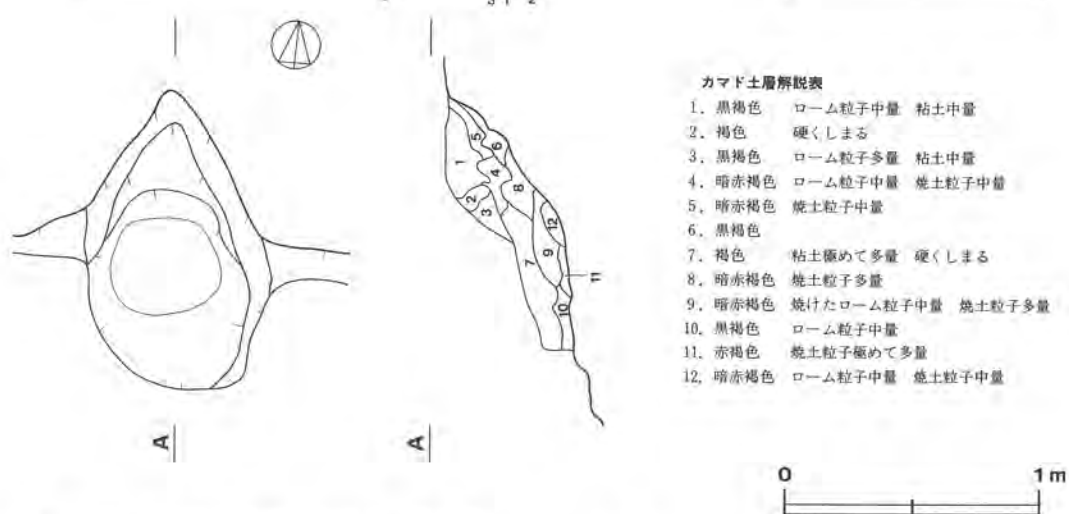 3 1 2
カマド土層解説表
1. 黒褐色 ローム粒子中量 粘土中量
2. 褐色 硬くしまる
3. 黒褐色 ローム粒子多量 粘土中量
4. 暗赤褐色 ローム粒子中量 焼土粒子中量
5. 暗赤褐色 焼土粒子中量
6. 黒褐色
7. 褐色 粘土極めて多量 硬くしまる
8. 暗赤褐色 焼土粒子多量
9. 暗赤褐色 焼けたローム粒子中量 焼土粒子多量
10. 黒褐色 ローム粒子中量
11. 赤褐色 焼土粒子極めて多量
12. 暗赤褐色 ローム粒子中量 焼土粒子中量
5
6
1
4
8
2
3
12
7
9
11
10
A
A
0 1 m